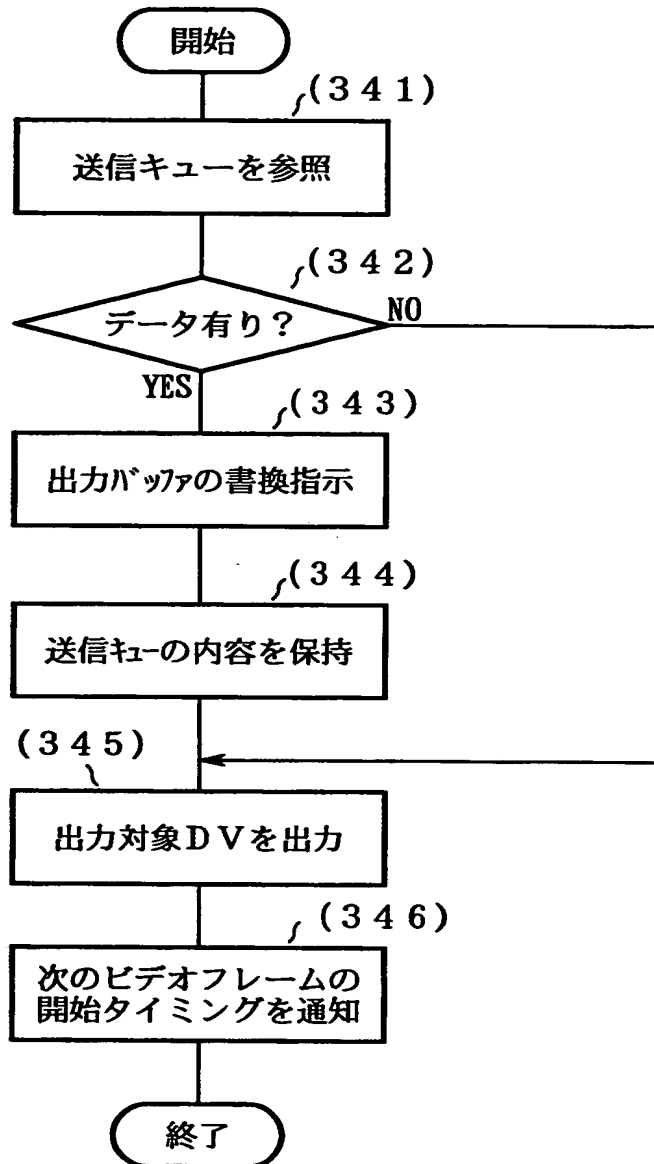 開始
(341)
送信キューを参照
(342)
データ有り?
NO
YES
(343)
出力ﾊﾞｯﾌｧの書換指示
(344)
送信ｷｭｰの内容を保持
(345)
出力対象DVを出力
(346)
次のビデオフレームの
開始タイミングを通知
終了